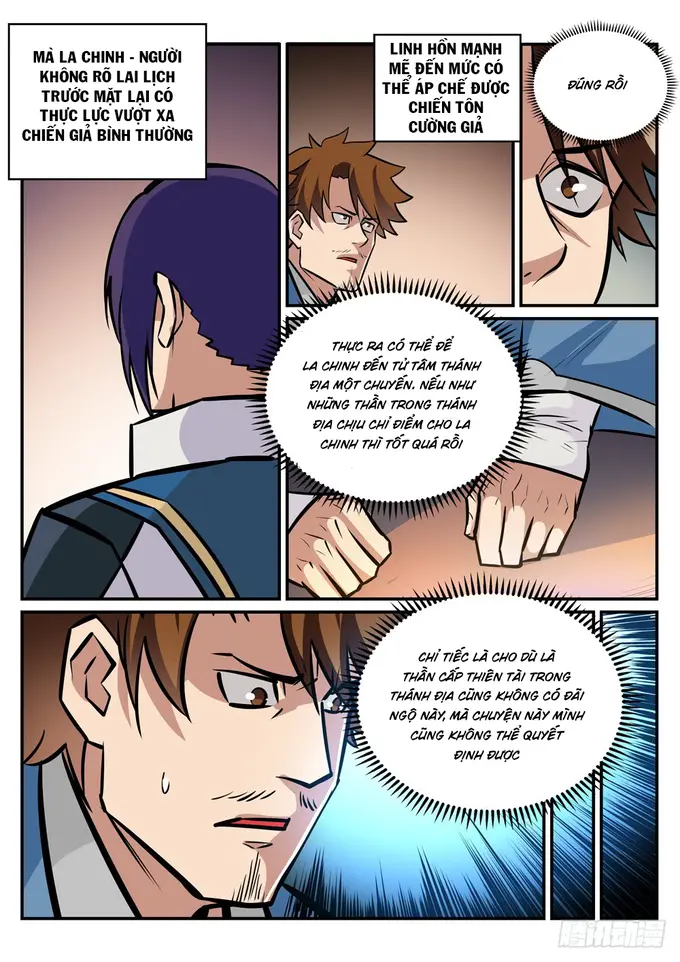 MÀ LA CHINH - NGƯỜI
KHÔNG RÕ LAI LỊCH
TRƯỚC MẶT LẠI CÓ
THỰC LỰC VƯỢT XA
CHIẾN GIẢ BÌNH THƯỜNG
LINH HỒN MẠNH
MẼ ĐẾN MỨC CÓ
THỂ ÁP CHẾ ĐƯỢC
CHIẾN TÔN
CƯỜNG GIẢ
ĐÚNG RỒI
THỰC RA CÓ THỂ ĐỂ
LA CHINH ĐẾN TỬ TÂM THÁNH
ĐỊA MỘT CHUYẾN. NẾU NHƯ
NHỮNG THẦN TRONG THÁNH
ĐỊA CHỊU CHỈ ĐIỂM CHO LA
CHINH THÌ TỐT QUÁ RỒI
CHỈ TIẾC LÀ CHO DÙ LÀ
THẦN CẤP THIÊN TÀI TRONG
THÁNH ĐỊA CŨNG KHÔNG CÓ ĐÃI
NGỘ NÀY, MÀ CHUYỆN NÀY MÌNH
CŨNG KHÔNG THỂ QUYẾT
ĐỊNH ĐƯỢC
腾讯动漫